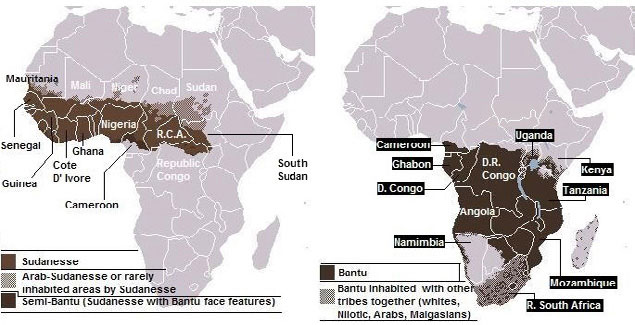 Mauritania
Mali
Niger
Chad
Sudan
Nigeria
R.C.A.
Senegal
Ghana
Guinea
Cote
D' Ivore
Cameroon
Republic
Congo
South
Sudan
Sudanesse
Arab-Sudanesse or rarely
inhabited areas by Sudanesse
Semi-Bantu (Sudanesse with Bantu face features)
Cameroon
Uganda
Ghabon
D.R.
Congo
Kenya
D. Congo
Tanzania
Angola
Namimbia
Mozambique
R. South Africa
Bantu
Bantu inhabited with other
tribes together (whites,
Nilotic, Arabs, Malgasians)